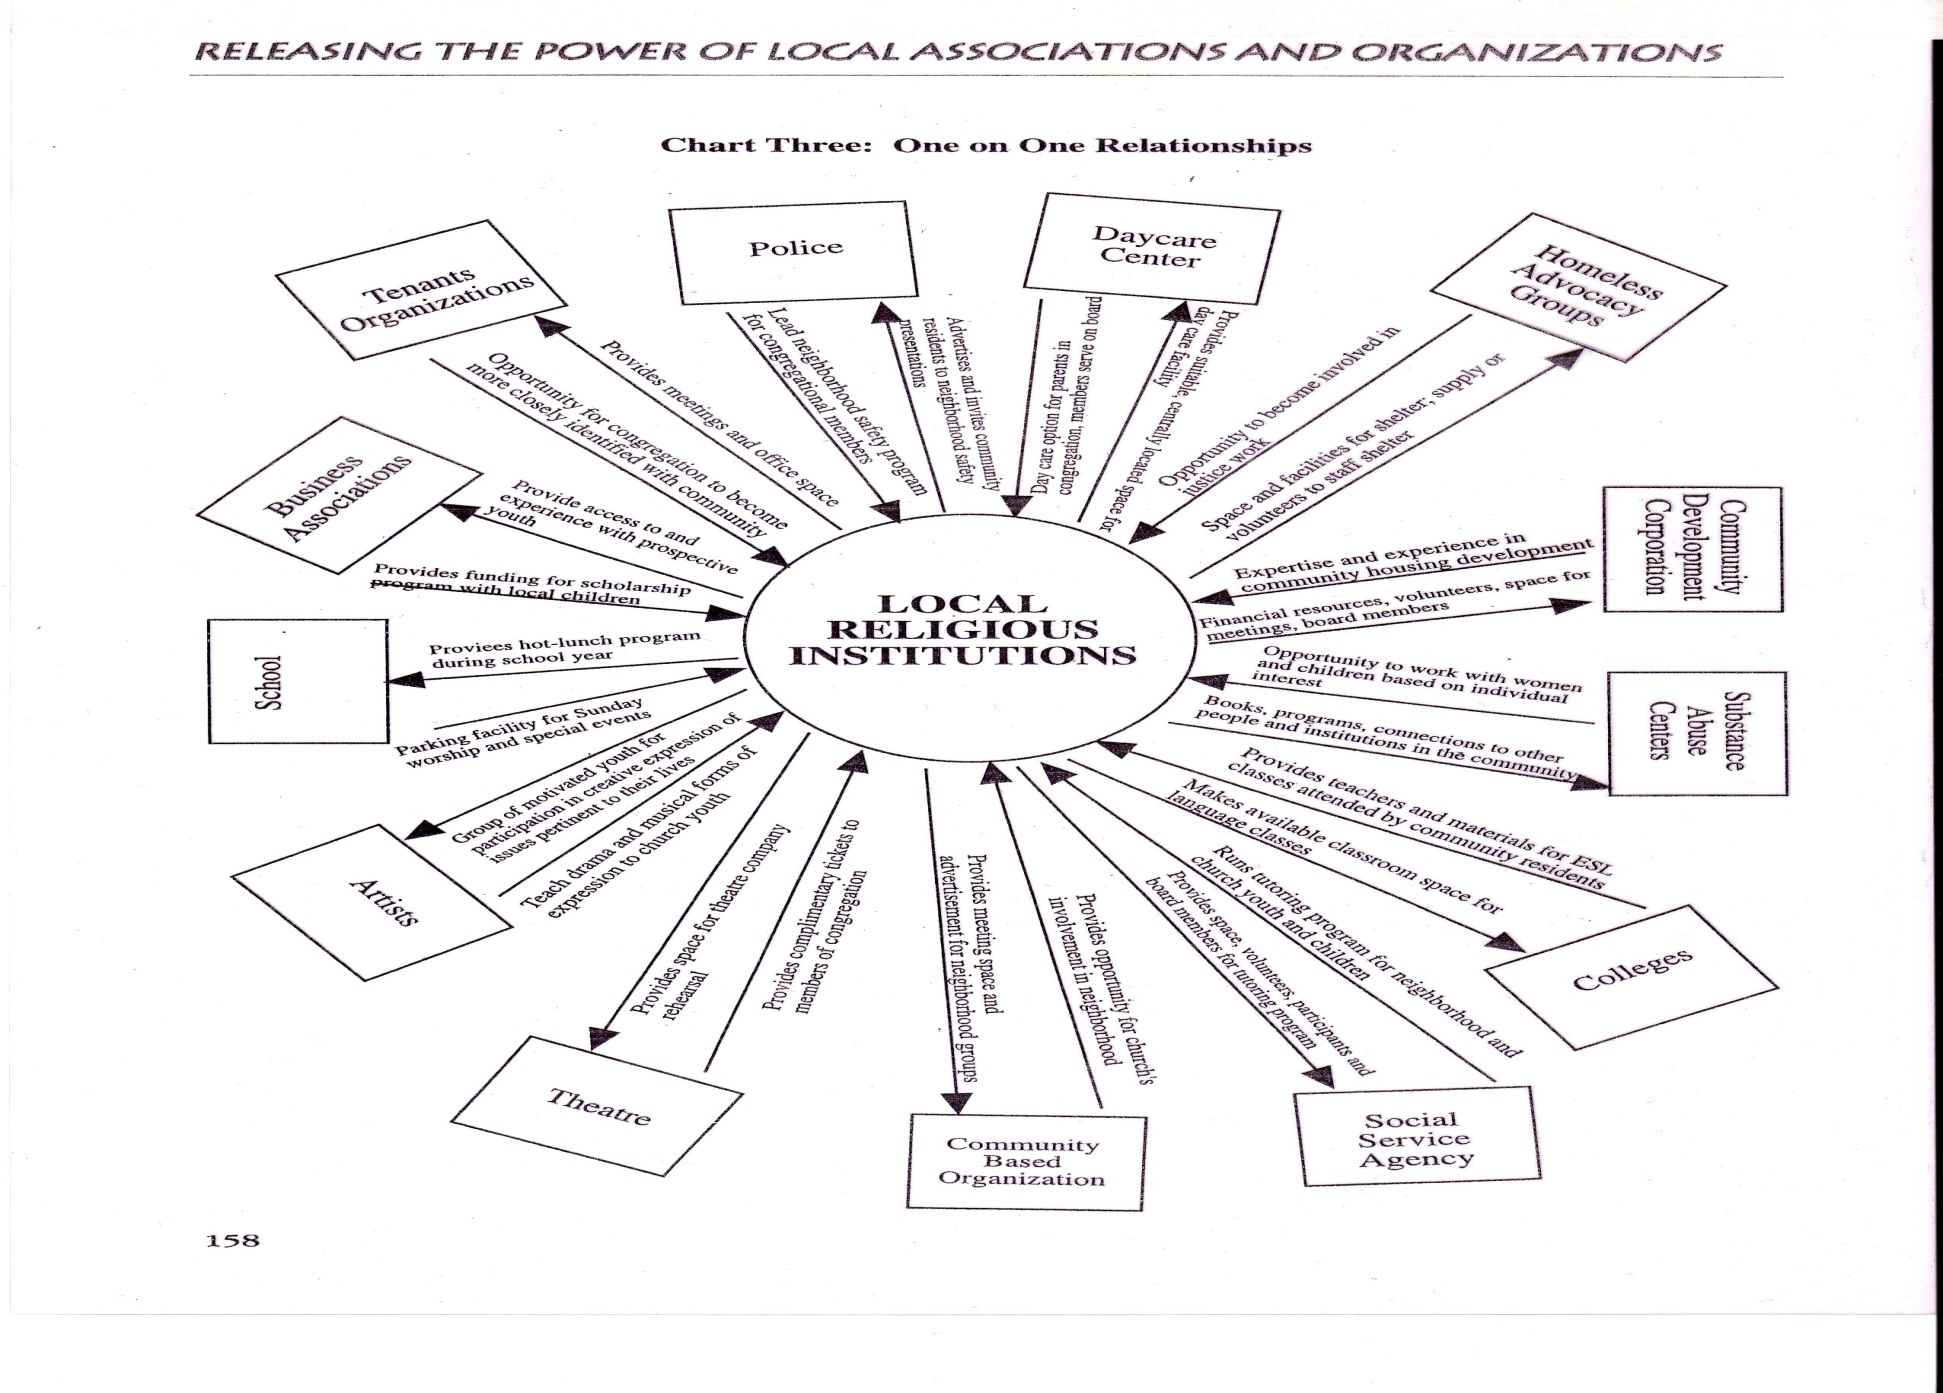 RELEASING THE POWER OF LOCAL ASSOCIATIONS AND ORGANIZATIONS
Chart Three: One on One Relationships
Tenants
Organizations
Police
Daycare
Center
Homeless
Advocacy
Groups
Provides meetings and office space
Opportunity for congregation to become
more closely identified with community
Lead neighborhood safety program
for congregational members
Advertises and invites community
residents to neighborhood safety
presentations
Day care option for parents in
congregation, members serve on board
Provides suitable, centrally located space for
day care facility
Opportunity to become involved in
justice work
Space and facilities for shelter, supply or
volunteers to staff shelter
Business
Associations
Provide access to and
experience with prospective
youth
Provides funding for scholarship
program with local children
Community
Development
Corporation
Expertise and experience in
community housing development
Financial resources, volunteers, space for
meetings, board members
LOCAL
RELIGIOUS
INSTITUTIONS
School
Proviees hot-lunch program
during school year
Parking facility for Sunday
worship and special events
Substance
Abuse
Centers
Opportunity to work with women
and children based on individual
interest
Books, programs, connections to other
people and institutions in the community
Artists
Group of motivated youth for
participation in creative expression of
issues pertinent to their lives
Teach drama and musical forms of
expression to church youth
Theatre
Provides space for theatre company
rehearsal
Provides complimentary tickets to
members of congregation
Community
Based
Organization
Provides meeting space and
advertisement for neighborhood groups
Provides opportunity for church's
involvement in neighborhood
Social
Service
Agency
Runs tutoring program for neighborhood and
church youth and children
Provides space, volunteers, participants and
board members for tutoring program
Colleges
Provides teachers and materials for ESL
classes attended by community residents
Makes available classroom space for
language classes
158